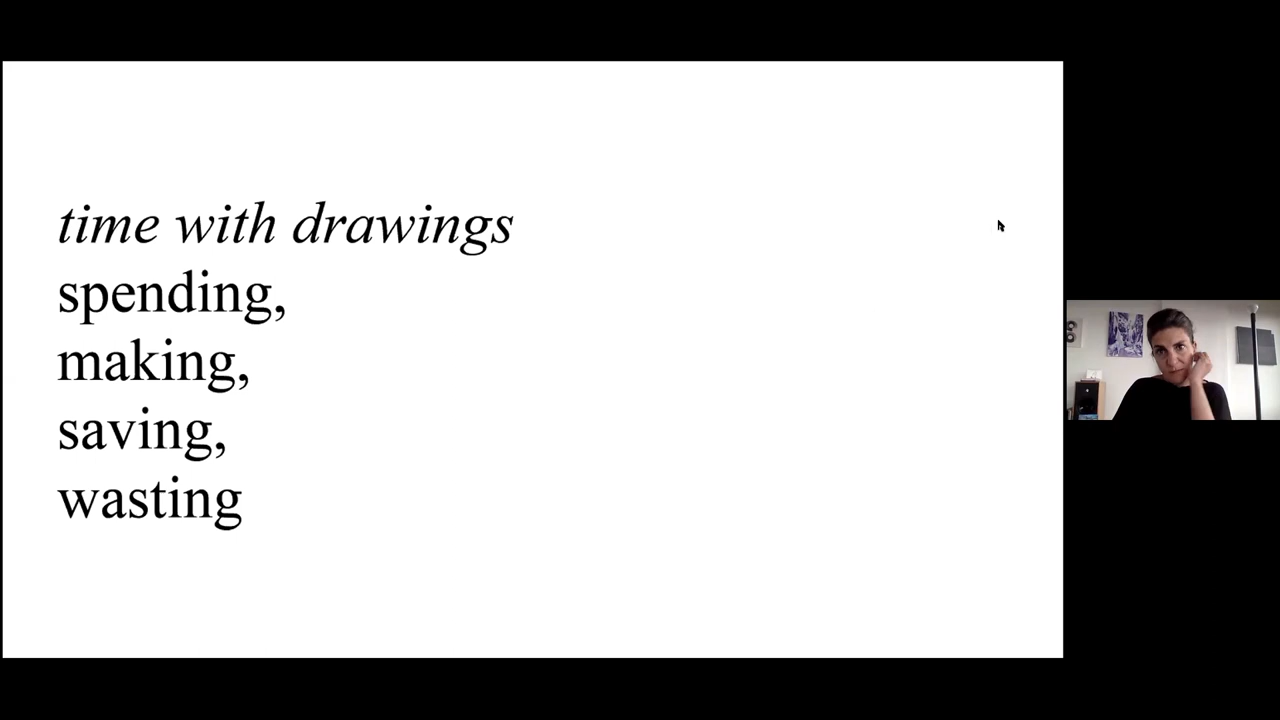 time with drawings
spending,
making,
saving,
wasting